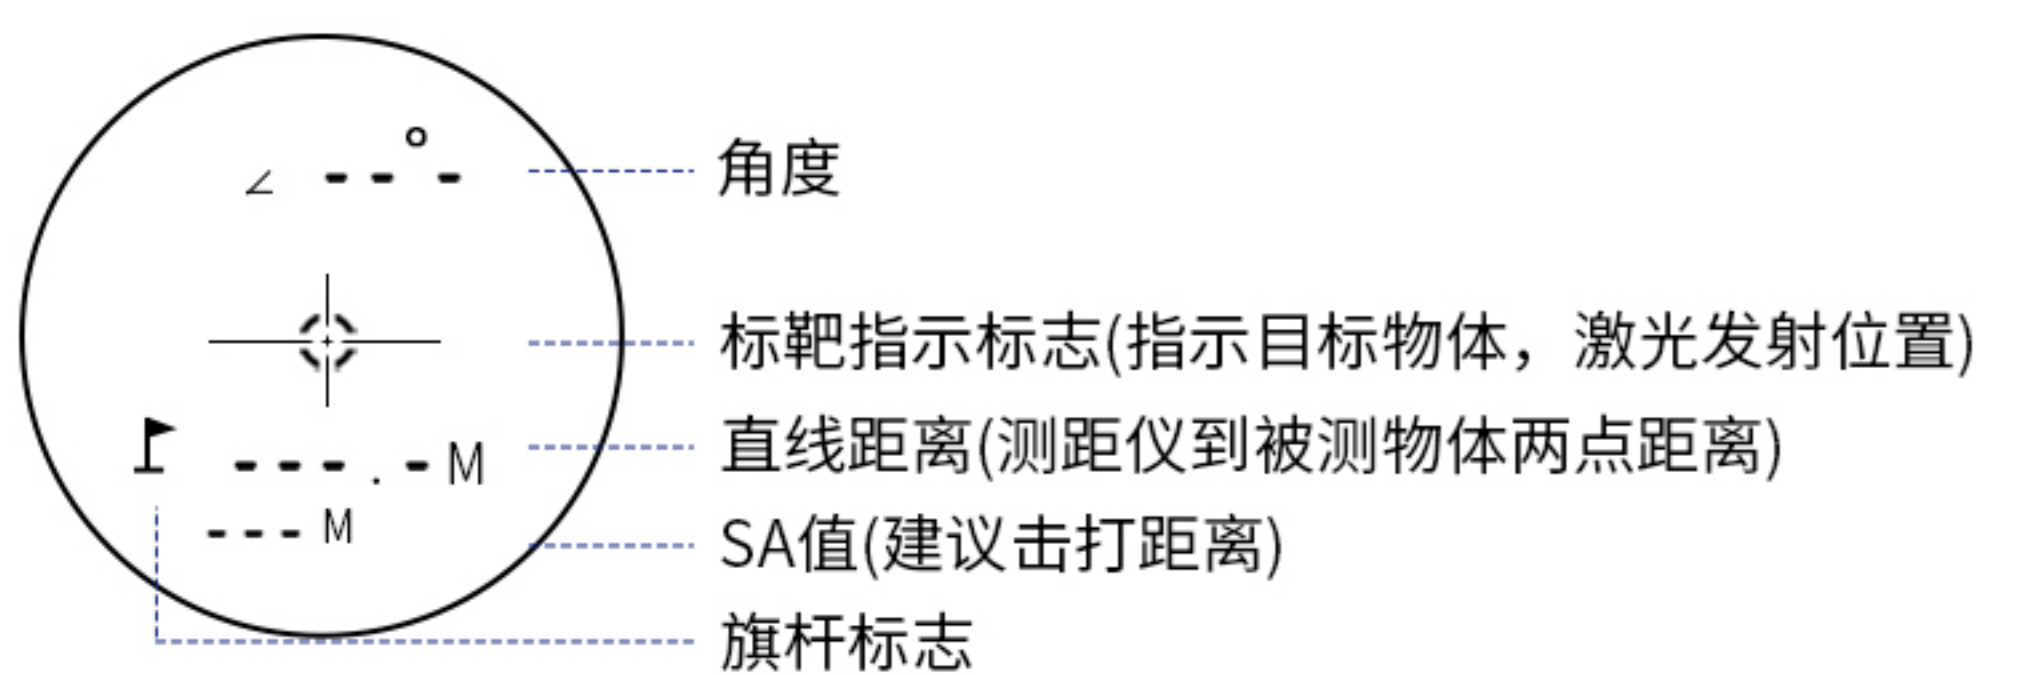 ∠ -- -°
角度
标靶指示标志(指示目标物体，激光发射位置)
---.-M
直线距离(测距仪到被测物体两点距离)
---M
SA值(建议击打距离)
旗杆标志